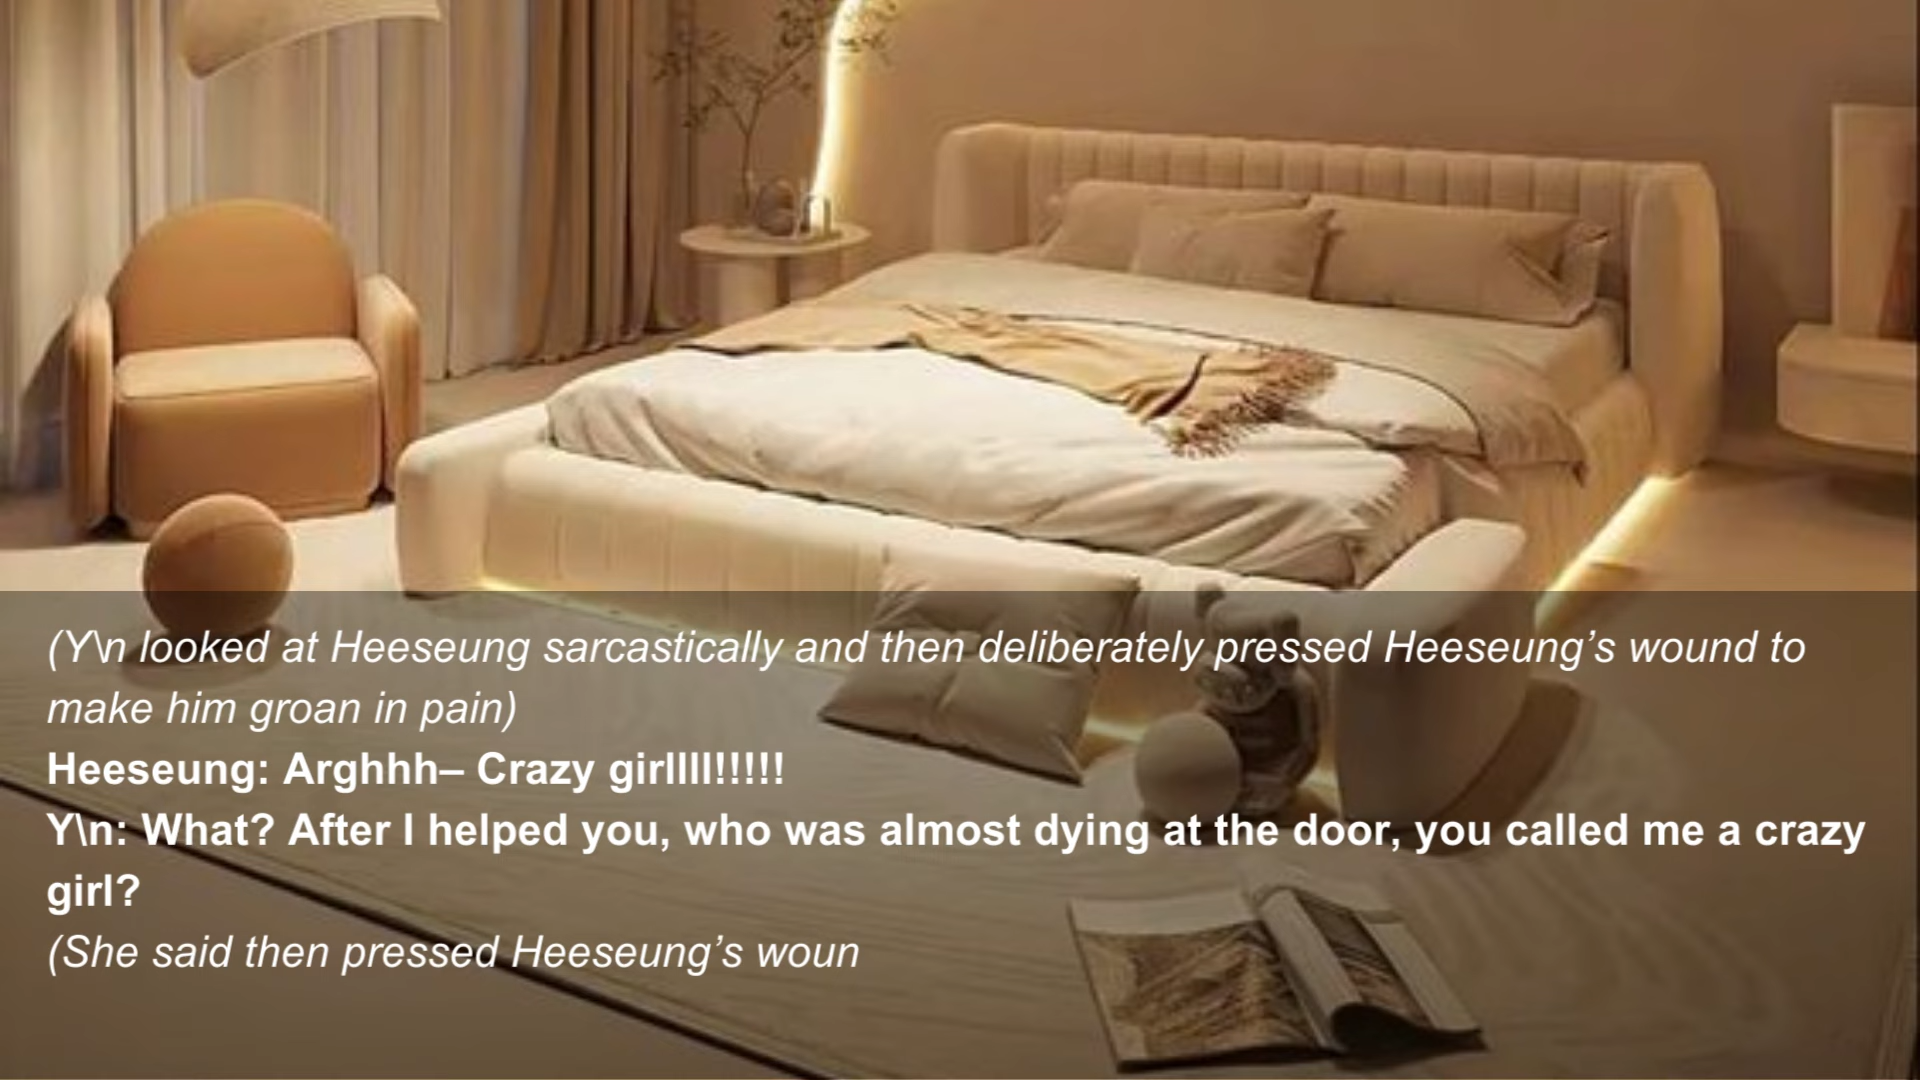 (Y\n looked at Heeseung sarcastically and then deliberately pressed Heeseung’s wound to
make him groan in pain)
Heeseung: Arghhh– Crazy girllll!!!!!
Y\n: What? After I helped you, who was almost dying at the door, you called me a crazy
girl?
(She said then pressed Heeseung’s woun